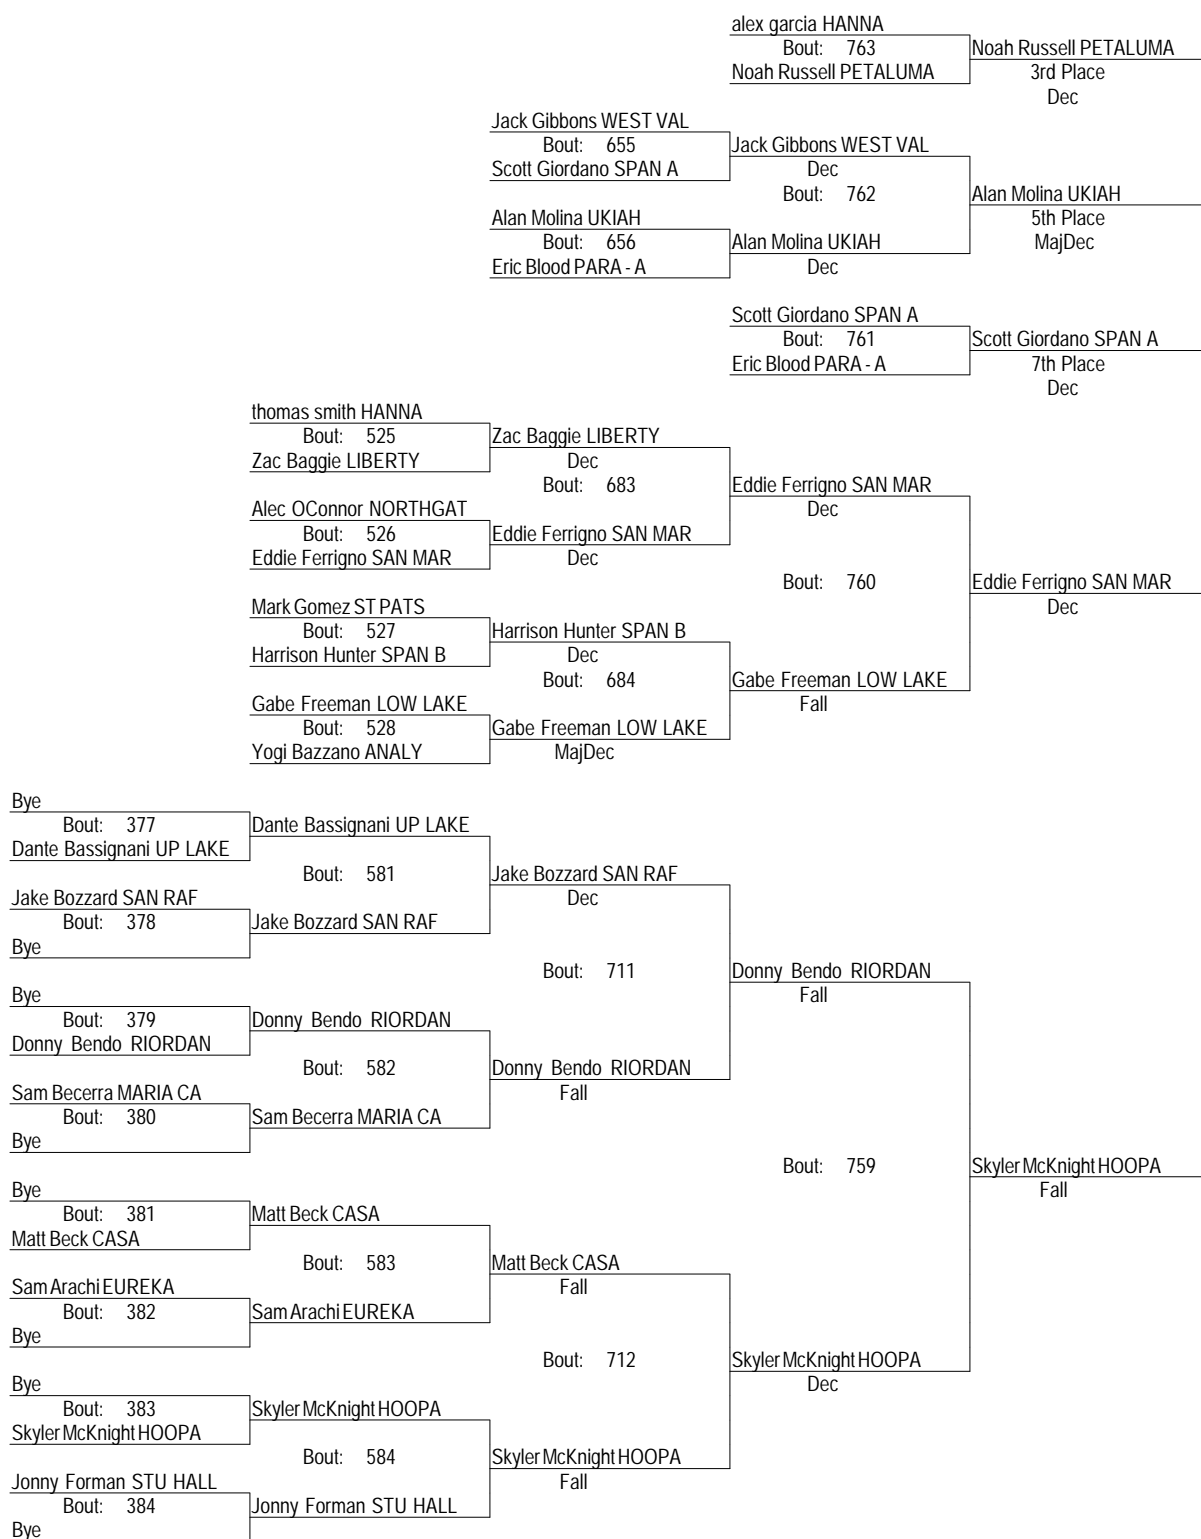 alex garcia HANNA
Bout: 763
Noah Russell PETALUMA
Noah Russell PETALUMA
3rd Place
Dec
Jack Gibbons WEST VAL
Bout: 655
Scott Giordano SPAN A
Jack Gibbons WEST VAL
Dec
Bout: 762
Alan Molina UKIAH
5th Place
MajDec
Alan Molina UKIAH
Bout: 656
Eric Blood PARA - A
Alan Molina UKIAH
Dec
Scott Giordano SPAN A
Bout: 761
Eric Blood PARA - A
Scott Giordano SPAN A
7th Place
Dec
thomas smith HANNA
Bout: 525
Zac Baggie LIBERTY
Zac Baggie LIBERTY
Dec
Bout: 683
Eddie Ferrigno SAN MAR
Dec
Alec OConnor NORTHGAT
Bout: 526
Eddie Ferrigno SAN MAR
Eddie Ferrigno SAN MAR
Dec
Bout: 760
Eddie Ferrigno SAN MAR
Dec
Mark Gomez ST PATS
Bout: 527
Harrison Hunter SPAN B
Harrison Hunter SPAN B
Dec
Bout: 684
Gabe Freeman LOW LAKE
Fall
Gabe Freeman LOW LAKE
Bout: 528
Yogi Bazzano ANALY
Gabe Freeman LOW LAKE
MajDec
Bye
Bout: 377
Dante Bassignani UP LAKE
Dante Bassignani UP LAKE
Bout: 581
Jake Bozzard SAN RAF
Dec
Jake Bozzard SAN RAF
Bout: 378
Bye
Jake Bozzard SAN RAF
Bout: 711
Donny Bendo RIORDAN
Fall
Bye
Bout: 379
Donny Bendo RIORDAN
Donny Bendo RIORDAN
Bout: 582
Donny Bendo RIORDAN
Fall
Sam Becerra MARIA CA
Bout: 380
Bye
Sam Becerra MARIA CA
Bout: 759
Skyler McKnight HOOPA
Fall
Bye
Bout: 381
Matt Beck CASA
Matt Beck CASA
Bout: 583
Matt Beck CASA
Fall
Sam Arachi EUREKA
Bout: 382
Bye
Sam Arachi EUREKA
Bout: 712
Skyler McKnight HOOPA
Dec
Bye
Bout: 383
Skyler McKnight HOOPA
Skyler McKnight HOOPA
Bout: 584
Skyler McKnight HOOPA
Fall
Jonny Forman STU HALL
Bout: 384
Bye
Jonny Forman STU HALL